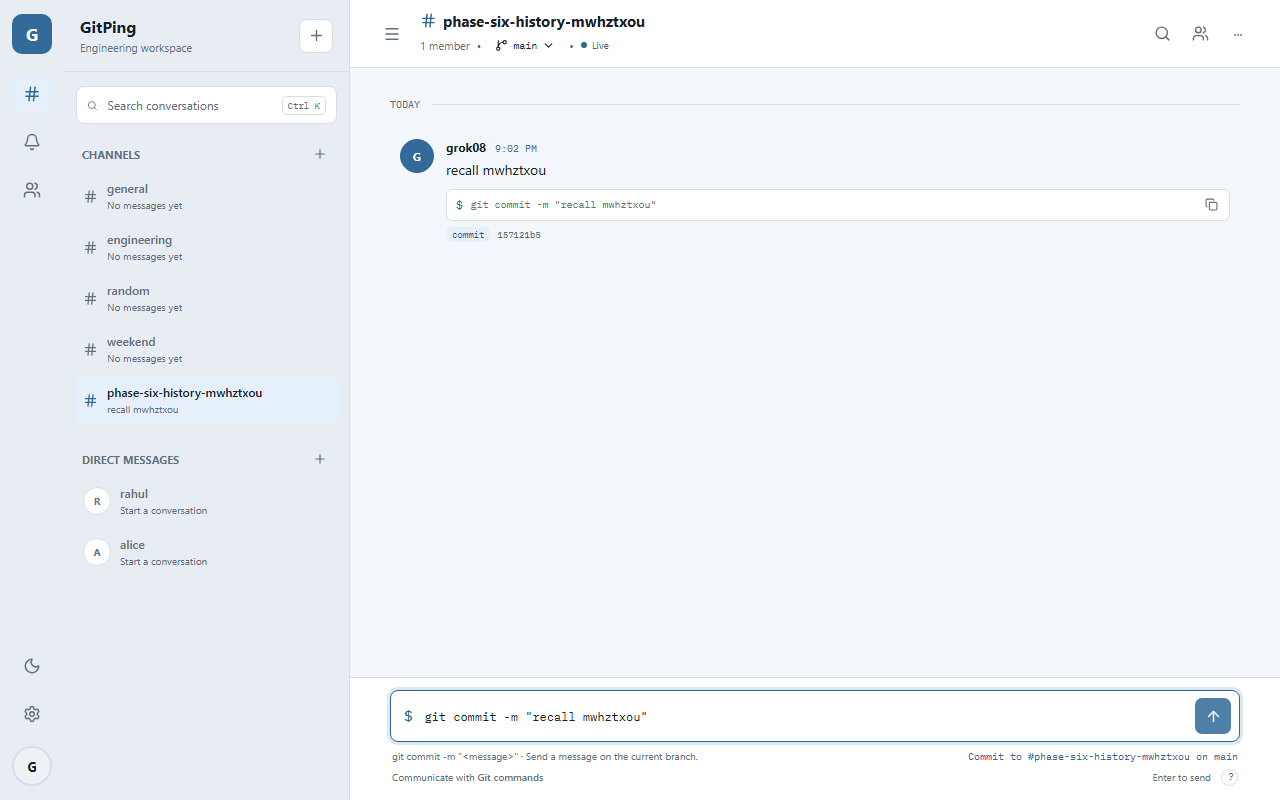 G
GitPing
Engineering workspace
Search conversations
Ctrl K
CHANNELS
general
No messages yet
engineering
No messages yet
random
No messages yet
weekend
No messages yet
phase-six-history-mwhztxou
recall mwhztxou
DIRECT MESSAGES
R
rahul
Start a conversation
A
alice
Start a conversation
G
# phase-six-history-mwhztxou
1 member • main • Live
TODAY
G
grok08 9:02 PM
recall mwhztxou
$ git commit -m "recall mwhztxou"
commit 157121b5
$ git commit -m "recall mwhztxou"
git commit -m "<message>" · Send a message on the current branch.
Commit to #phase-six-history-mwhztxou on main
Communicate with Git commands
Enter to send ?